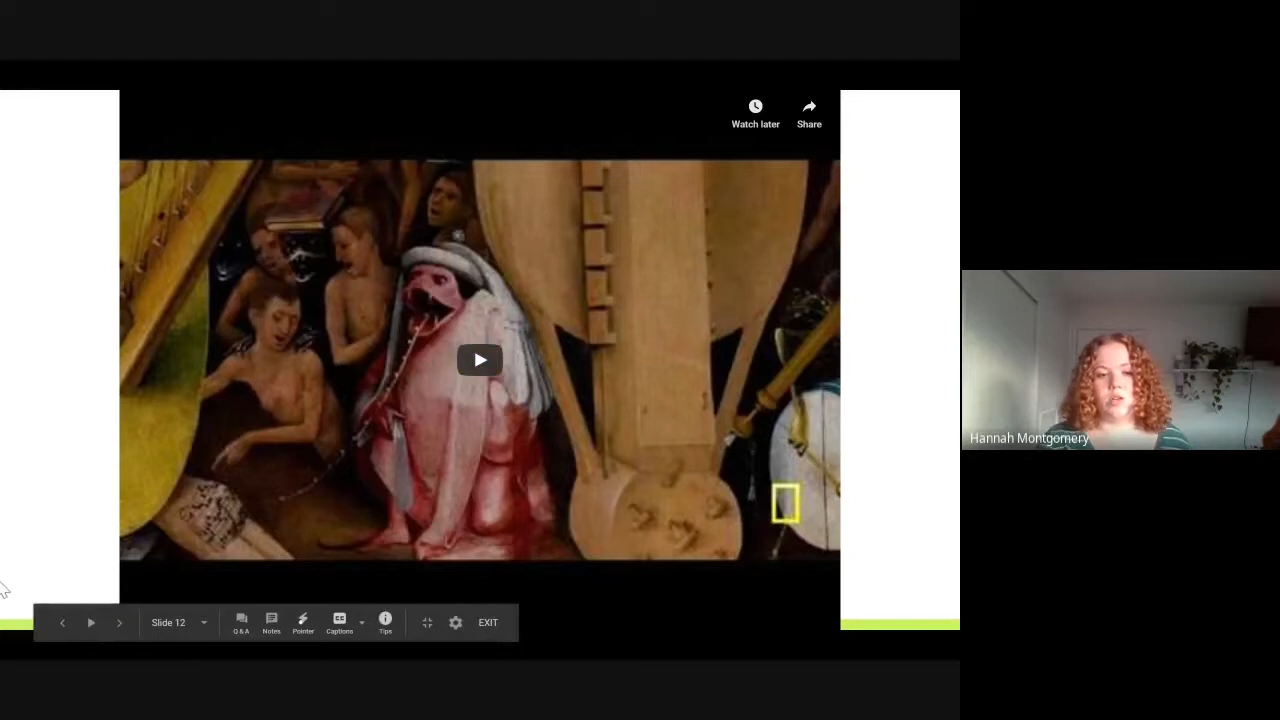 Watch later
Share
Hannah Montgomery
Slide 12
Q & A
Notes
Pointer
Captions
Tips
EXIT